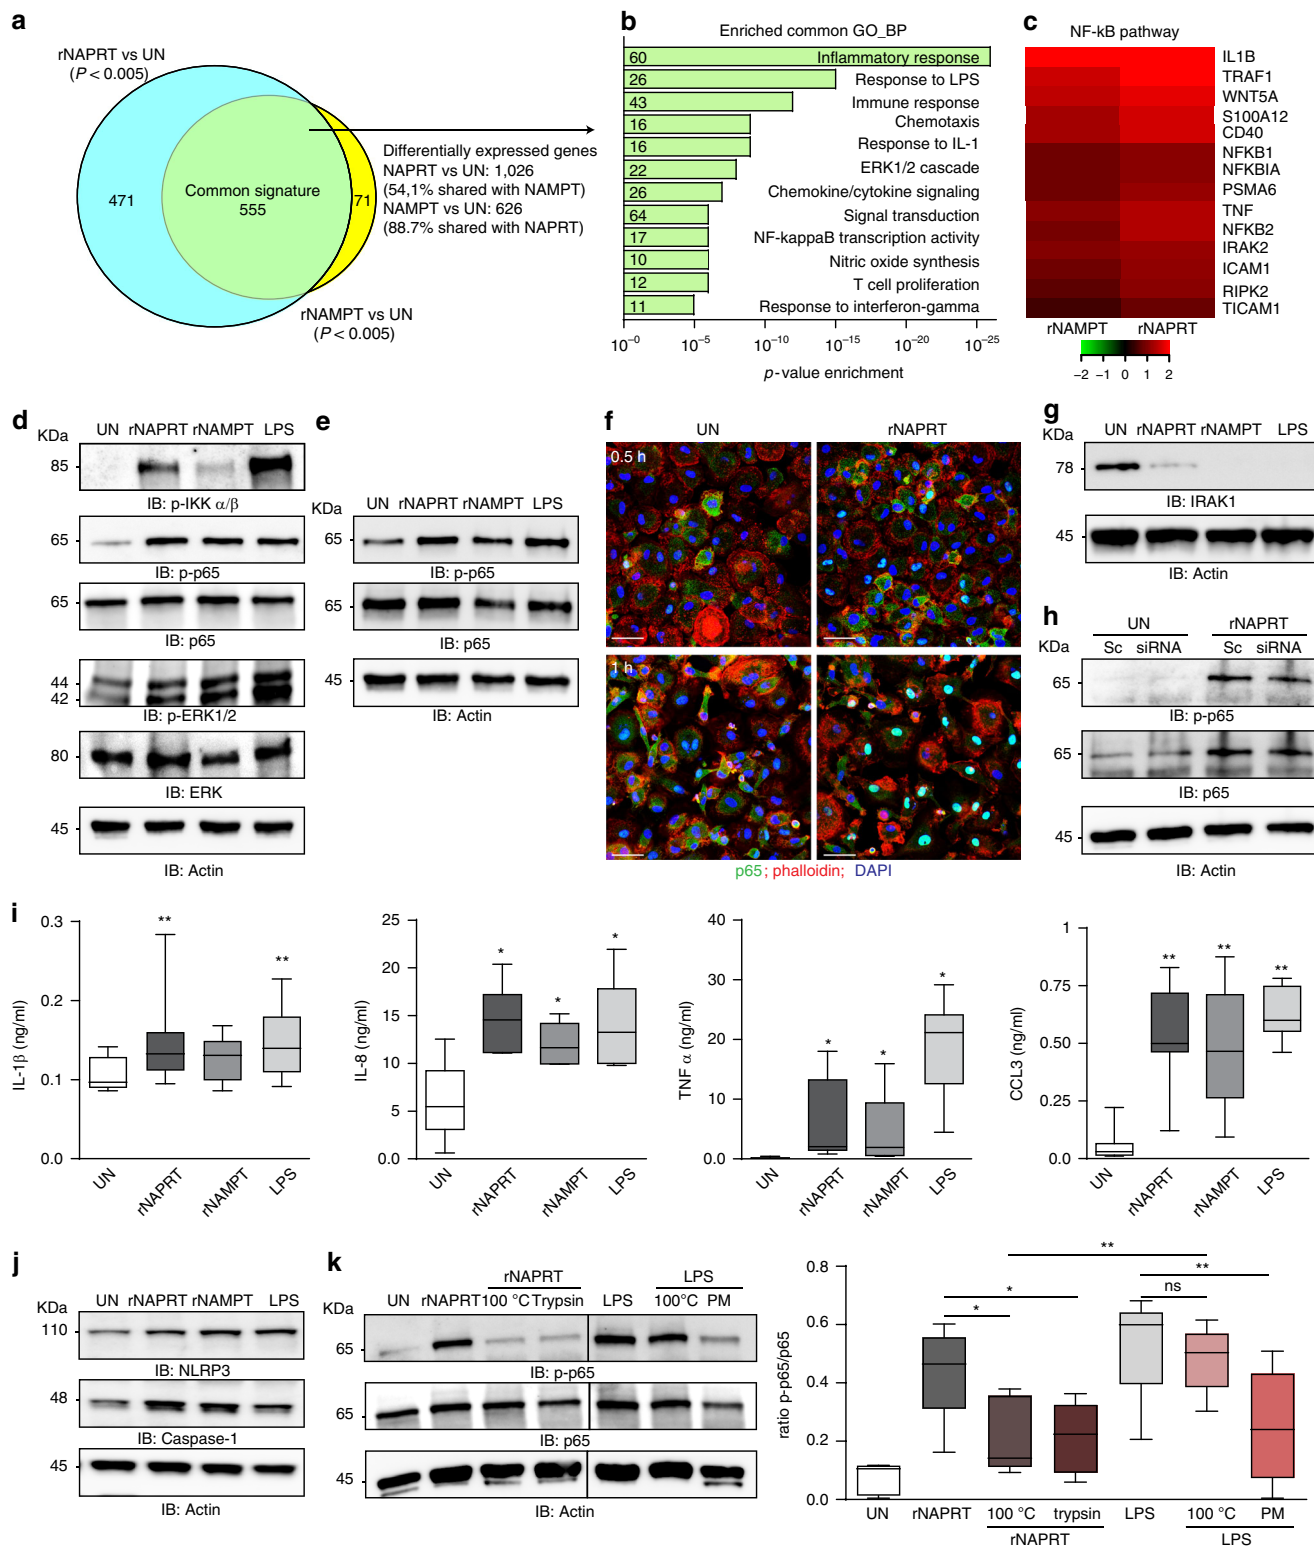 a
rNAPRT vs UN
(P < 0.005)
471
Common signature
555
71
Differentially expressed genes
NAPRT vs UN: 1,026
(54,1% shared with NAMPT)
NAMPT vs UN: 626
(88.7% shared with NAPRT)
rNAMPT vs UN
(P < 0.005)
b
Enriched common GO_BP
60 Inflammatory response
26 Response to LPS
43 Immune response
16 Chemotaxis
16 Response to IL-1
22 ERK1/2 cascade
26 Chemokine/cytokine signaling
64 Signal transduction
17 NF-kappaB transcription activity
10 Nitric oxide synthesis
12 T cell proliferation
11 Response to interferon-gamma
10⁻⁰ 10⁻⁵ 10⁻¹⁰ 10⁻¹⁵ 10⁻²⁰ 10⁻²⁵
p-value enrichment
c
NF-kB pathway
IL1B
TRAF1
WNT5A
S100A12
CD40
NFKB1
NFKBIA
PSMA6
TNF
NFKB2
IRAK2
ICAM1
RIPK2
TICAM1
rNAMPT rNAPRT
−2 −1 0 1 2
d
KDa
UN rNAPRT rNAMPT LPS
85
IB: p-IKK α/β
65
IB: p-p65
65
IB: p65
44
42
IB: p-ERK1/2
80
IB: ERK
45
IB: Actin
e
KDa
UN rNAPRT rNAMPT LPS
65
IB: p-p65
65
IB: p65
45
IB: Actin
f
UN rNAPRT
0.5 h
1 h
p65; phalloidin; DAPI
g
KDa
UN rNAPRT rNAMPT LPS
78
IB: IRAK1
45
IB: Actin
h
UN rNAPRT
KDa
Sc siRNA Sc siRNA
65
IB: p-p65
65
IB: p65
45
IB: Actin
i
IL-1β (ng/ml)
0.3
0.2
0.1
0.0
** **
UN rNAPRT rNAMPT LPS
IL-8 (ng/ml)
25
20
15
10
5
0.0
* * *
UN rNAPRT rNAMPT LPS
TNF α (ng/ml)
40
30
20
10
0.0
* * *
UN rNAPRT rNAMPT LPS
CCL3 (ng/ml)
1
0.75
0.5
0.25
0.0
** ** **
UN rNAPRT rNAMPT LPS
j
KDa
UN rNAPRT rNAMPT LPS
110
IB: NLRP3
48
IB: Caspase-1
45
IB: Actin
k
rNAPRT LPS
KDa
UN rNAPRT 100 °C Trypsin LPS 100°C PM
65
IB: p-p65
65
IB: p65
45
IB: Actin
ratio p-p65/p65
0.8
0.6
0.4
0.2
0.0
**
* **
* ns
UN rNAPRT 100 °C trypsin LPS 100 °C PM
rNAPRT LPS